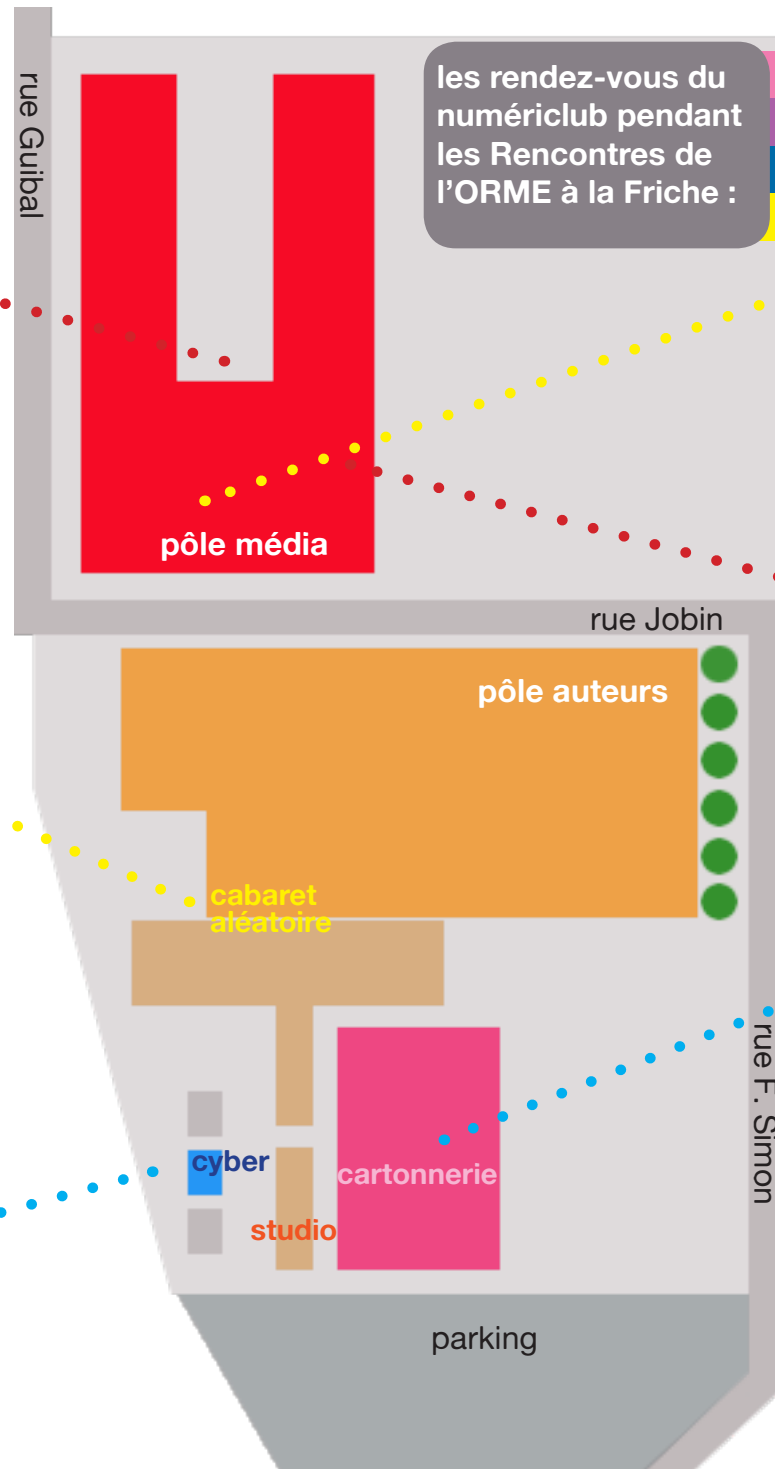 rue Guibal
les rendez-vous du
numériclub pendant
les Rencontres de
l'ORME à la Friche :
pôle média
rue Jobin
pôle auteurs
cabaret
aléatoire
rue F. Simon
cyber
cartonnerie
studio
parking